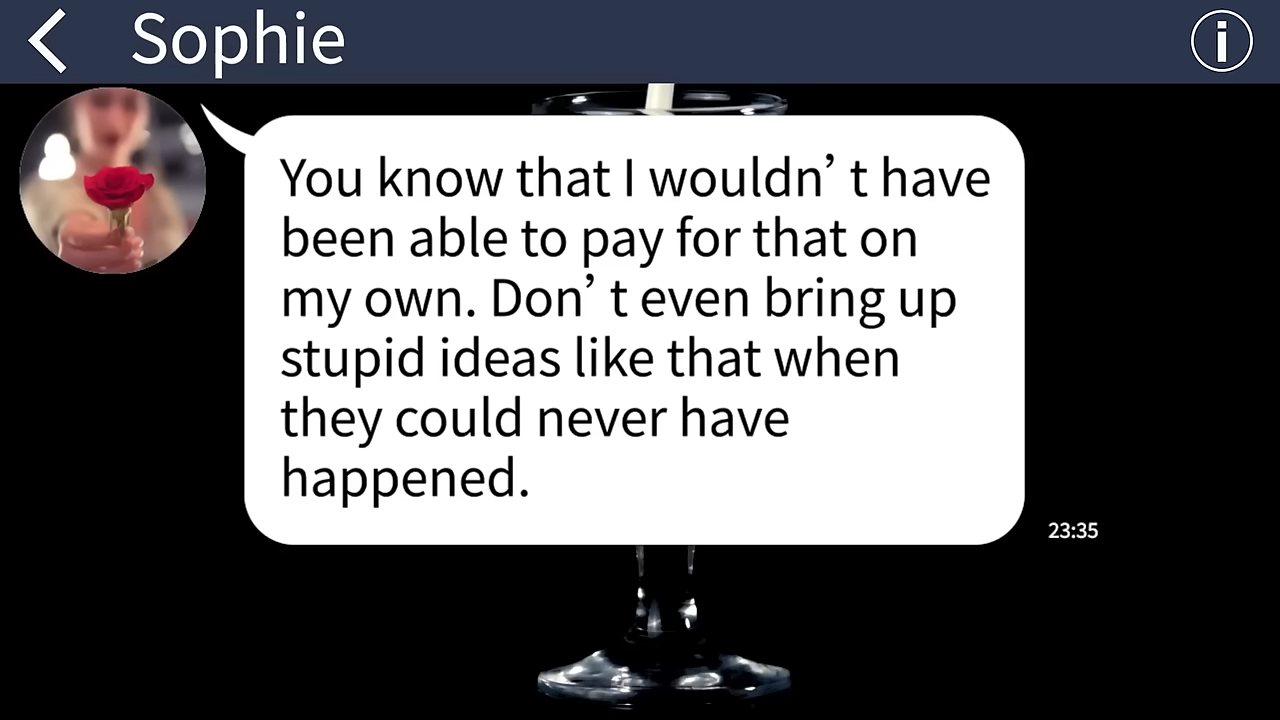 Sophie
You know that I wouldn’ t have
been able to pay for that on
my own. Don’ t even bring up
stupid ideas like that when
they could never have
happened.
23:35